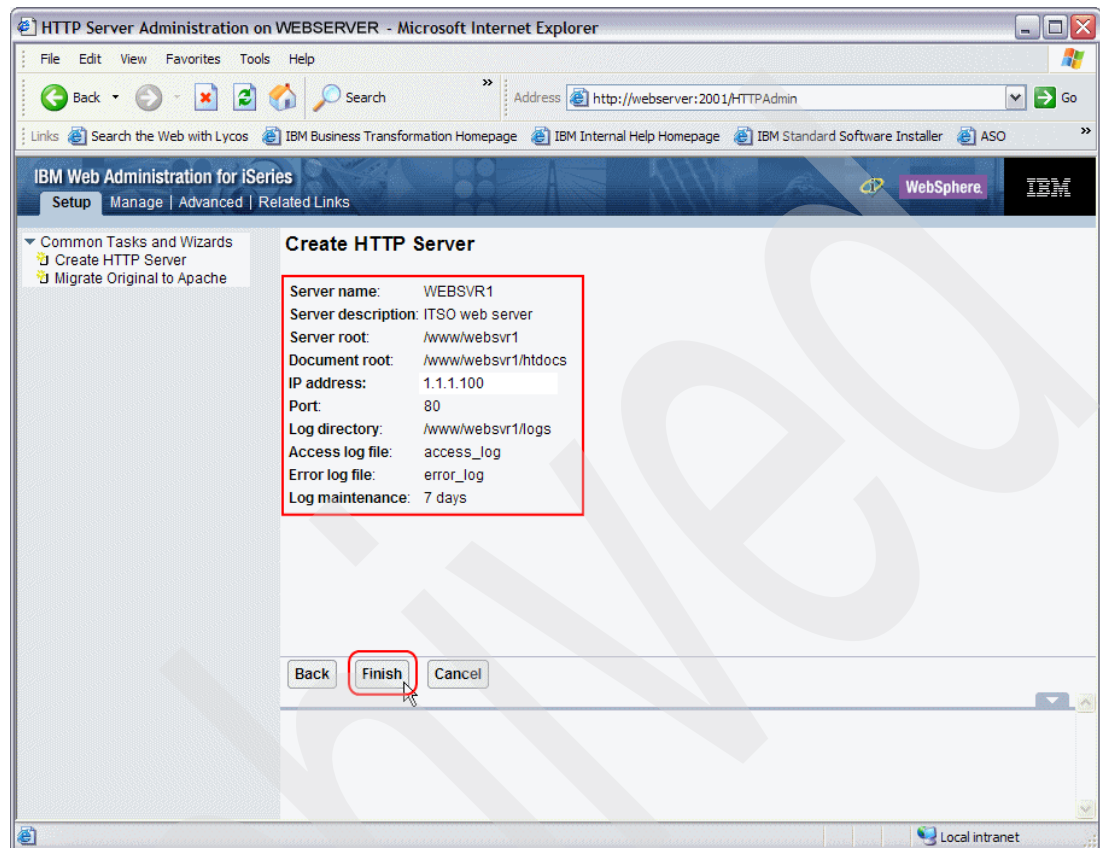 HTTP Server Administration on WEBSERVER - Microsoft Internet Explorer
File Edit View Favorites Tools Help
Back Search » Address http://webserver:2001/HTTPAdmin Go
Links Search the Web with Lycos IBM Business Transformation Homepage IBM Internal Help Homepage IBM Standard Software Installer ASO »
IBM Web Administration for iSeries
WebSphere. IBM
Setup Manage | Advanced | Related Links
Common Tasks and Wizards
Create HTTP Server
Migrate Original to Apache
Create HTTP Server
Server name: WEBSVR1
Server description: ITSO web server
Server root: /www/websvr1
Document root: /www/websvr1/htdocs
IP address: 1.1.1.100
Port: 80
Log directory: /www/websvr1/logs
Access log file: access_log
Error log file: error_log
Log maintenance: 7 days
Back Finish Cancel
Local intranet